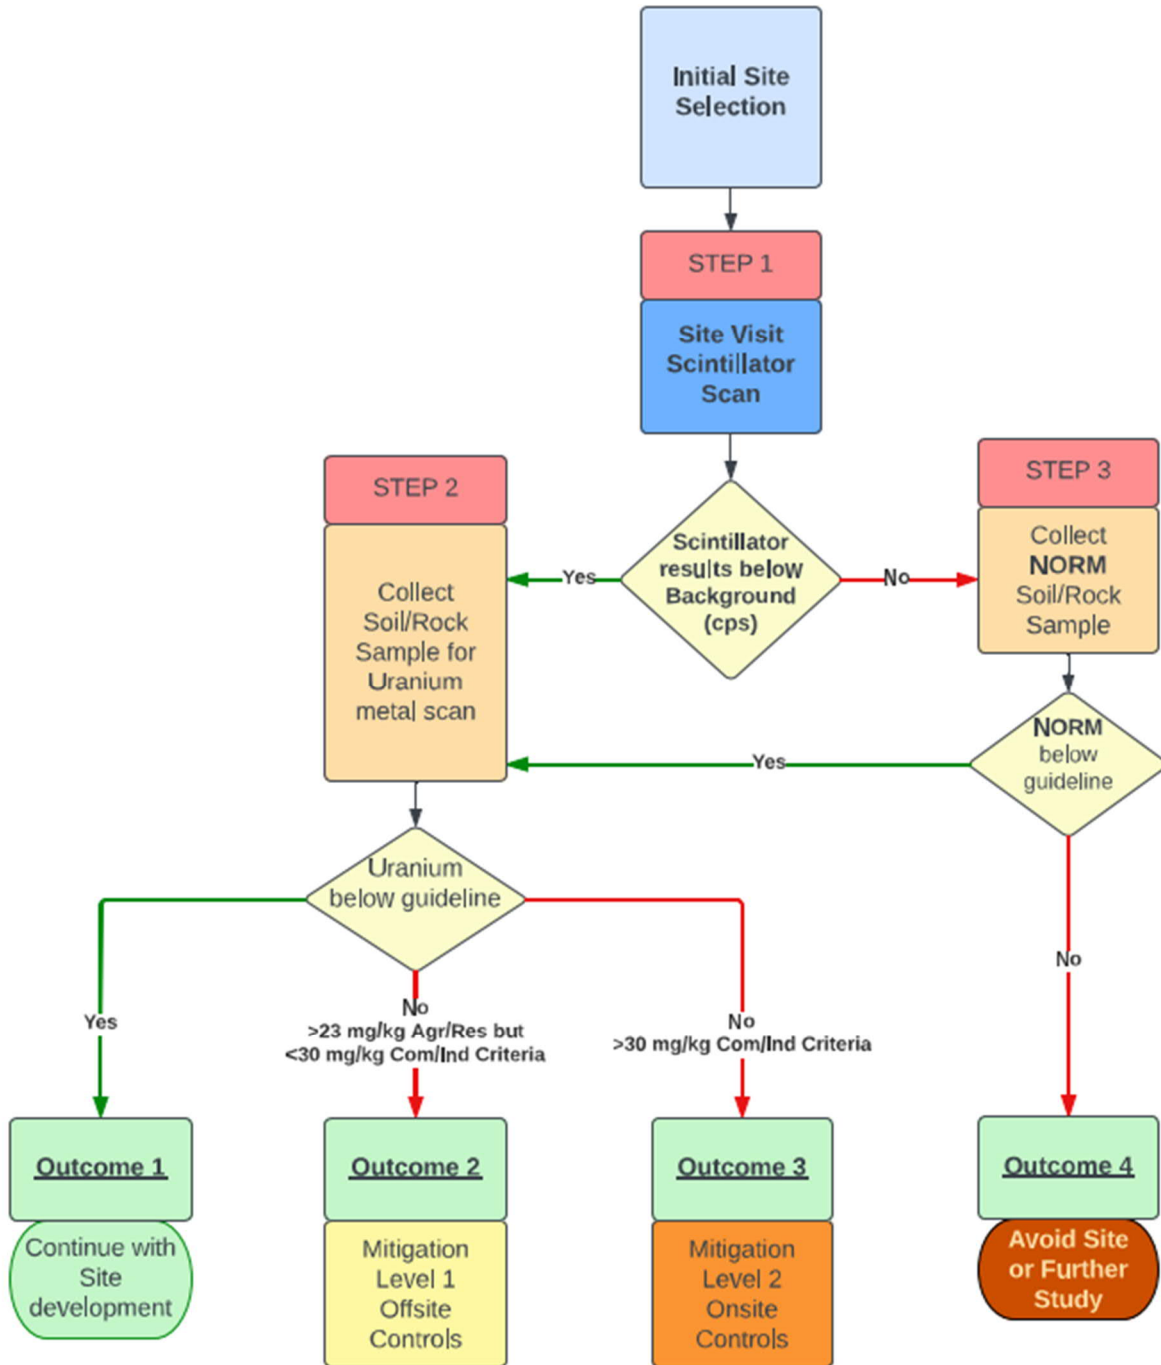 Initial Site
Selection
STEP 1
Site Visit
Scintillator
Scan
STEP 2
Collect
Soil/Rock
Sample for
Uranium
metal scan
Yes
Scintillator
results below
Background
(cps)
No
STEP 3
Collect
NORM
Soil/Rock
Sample
NORM
below
guideline
Yes
Uranium
below guideline
Yes
No
>23 mg/kg Agr/Res but
<30 mg/kg Com/Ind Criteria
No
>30 mg/kg Com/Ind Criteria
No
Outcome 1
Continue with
Site
development
Outcome 2
Mitigation
Level 1
Offsite
Controls
Outcome 3
Mitigation
Level 2
Onsite
Controls
Outcome 4
Avoid Site
or Further
Study